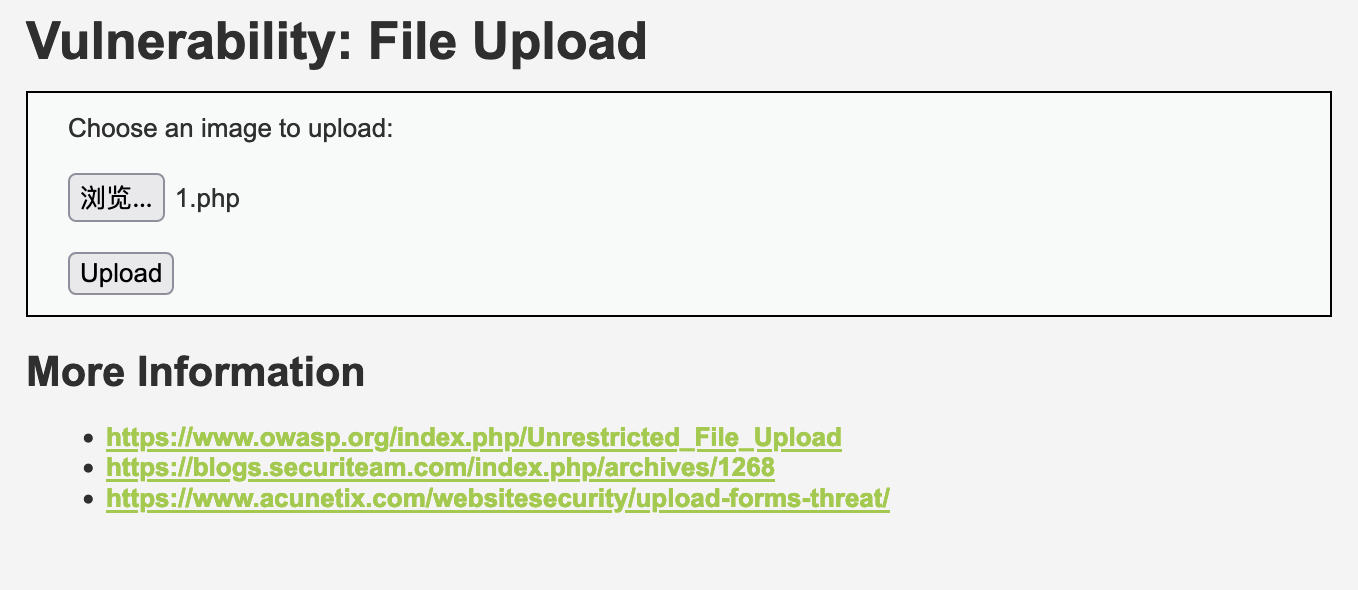 Vulnerability: File Upload
Choose an image to upload:
浏览... 1.php
Upload
More Information
https://www.owasp.org/index.php/Unrestricted_File_Upload
https://blogs.securiteam.com/index.php/archives/1268
https://www.acunetix.com/websitesecurity/upload-forms-threat/